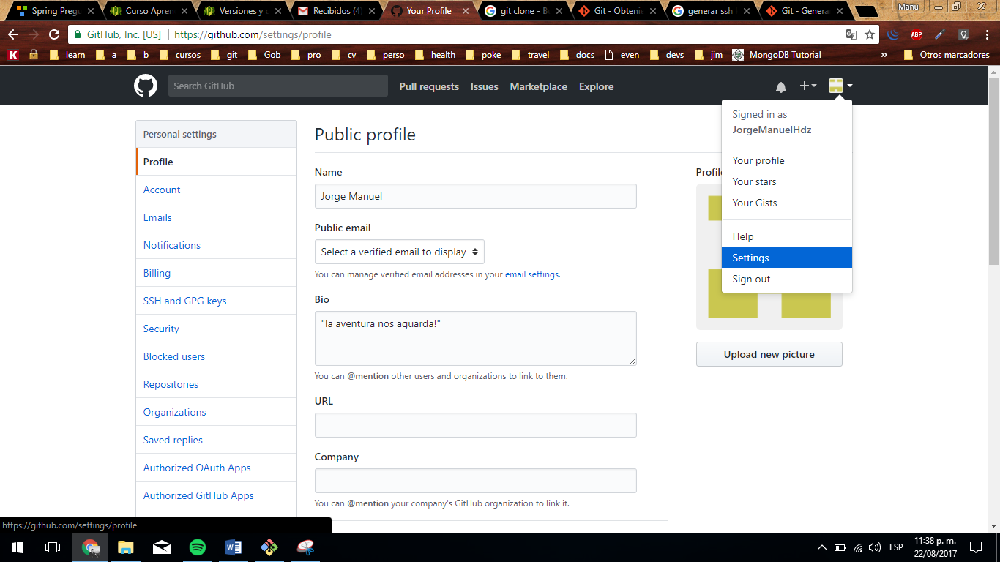 Spring Pregu
Curso Apren
Versiones y c
Recibidos (4)
Your Profile
git clone - B
Git - Obtenie
generar ssh
Git - Genera
Manu
GitHub, Inc. [US]
https://github.com/settings/profile
ABP
K
learn
a
b
cursos
git
Gob
pro
cv
perso
health
poke
travel
docs
even
devs
jim
MongoDB Tutorial
»
Otros marcadores
Search GitHub
Pull requests
Issues
Marketplace
Explore
Signed in as
JorgeManuelHdz
Your profile
Your stars
Your Gists
Help
Settings
Sign out
Personal settings
Profile
Account
Emails
Notifications
Billing
SSH and GPG keys
Security
Blocked users
Repositories
Organizations
Saved replies
Authorized OAuth Apps
Authorized GitHub Apps
Public profile
Name
Jorge Manuel
Public email
Select a verified email to display
You can manage verified email addresses in your email settings.
Bio
"la aventura nos aguarda!"
You can @mention other users and organizations to link to them.
URL
Company
You can @mention your company's GitHub organization to link it.
Profile
Upload new picture
https://github.com/settings/profile
ESP
11:38 p. m.
22/08/2017